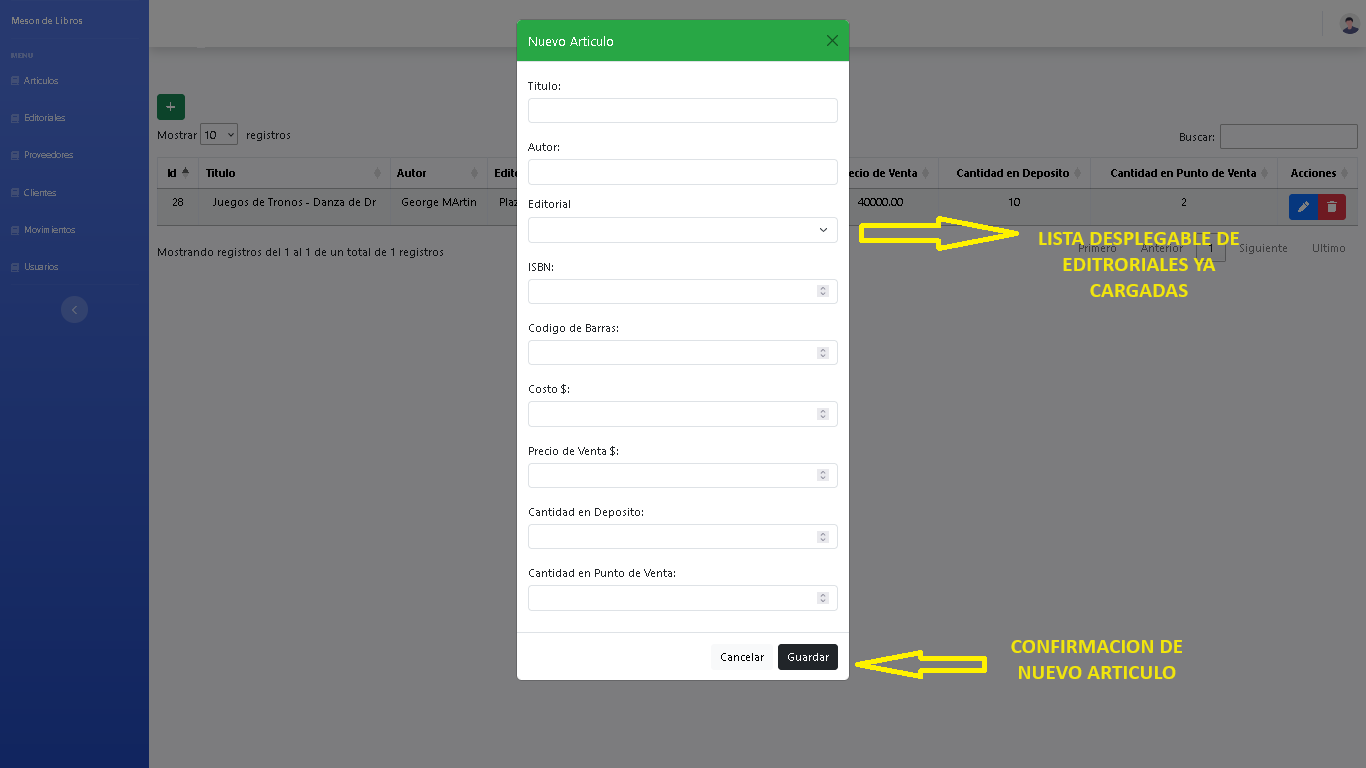 Meson de Libros
MENU
Articulos
Editoriales
Proveedores
Clientes
Movimientos
Usuarios
+
Mostrar 10 registros
Buscar:
Id Titulo Autor Edito ecio de Venta Cantidad en Deposito Cantidad en Punto de Venta Acciones
28 Juegos de Tronos - Danza de Dr George MArtin Plaz 40000.00 10 2
Mostrando registros del 1 al 1 de un total de 1 registros
Primero Anterior 1 Siguiente Ultimo
Nuevo Articulo
Titulo:
Autor:
Editorial
ISBN:
Codigo de Barras:
Costo $:
Precio de Venta $:
Cantidad en Deposito:
Cantidad en Punto de Venta:
Cancelar Guardar
LISTA DESPLEGABLE DE
EDITRORIALES YA
CARGADAS
CONFIRMACION DE
NUEVO ARTICULO